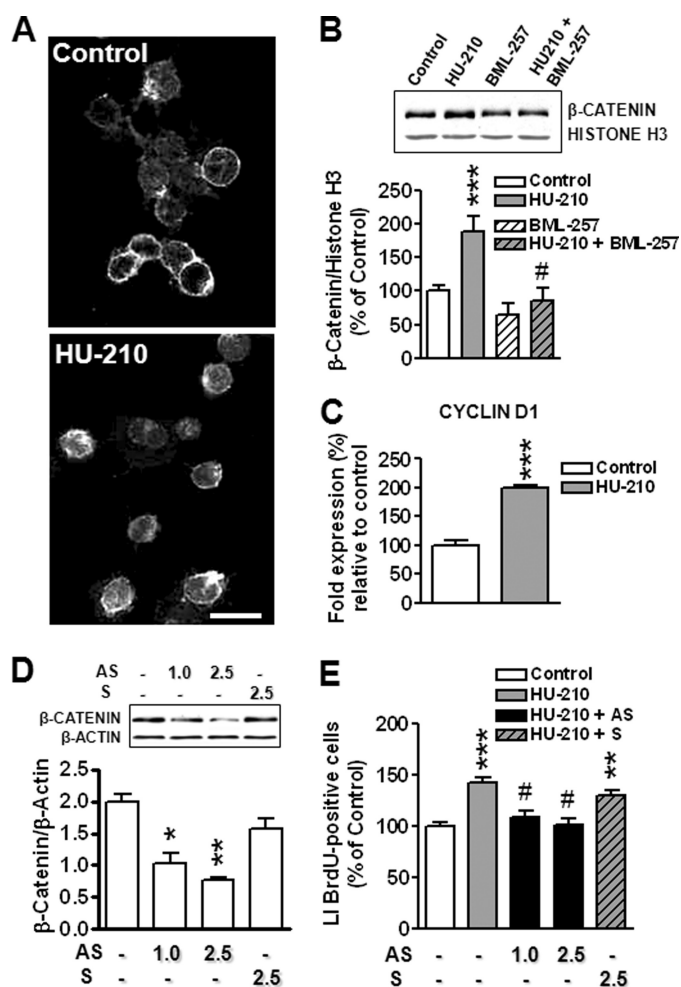 A
Control
HU-210
B
Control
HU-210
BML-257
HU210 +
BML-257
β-CATENIN
HISTONE H3
β-Catenin/Histone H3
(% of Control)
250
200
150
100
50
0
***
#
Control
HU-210
BML-257
HU-210 + BML-257
C
CYCLIN D1
Fold expression (%)
relative to control
250
200
150
100
50
0
***
Control
HU-210
D
AS - 1.0 2.5 -
S - - - 2.5
β-CATENIN
β-ACTIN
β-Catenin/β-Actin
2.5
2.0
1.5
1.0
0.5
0.0
*
**
AS - 1.0 2.5 -
S - - - 2.5
E
Control
HU-210
HU-210 + AS
HU-210 + S
LI BrdU-positive cells
(% of Control)
200
150
100
50
0
***
#
#
**
AS - - 1.0 2.5 -
S - - - - 2.5